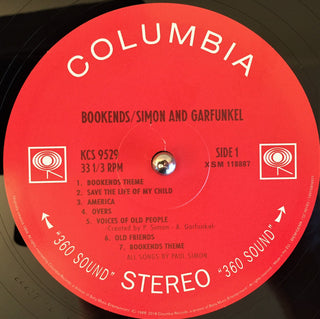 COLUMBIA
BOOKENDS/SIMON AND GARFUNKEL
KCS 9529
33 1/3 RPM
SIDE 1
XSM 118887
1. BOOKENDS THEME
2. SAVE THE LIFE OF MY CHILD
3. AMERICA
4. OVERS
5. VOICES OF OLD PEOPLE
Created by P. Simon - A. Garfunkel
6. OLD FRIENDS
7. BOOKENDS THEME
ALL SONGS BY PAUL SIMON
"360 SOUND" STEREO "360 SOUND"